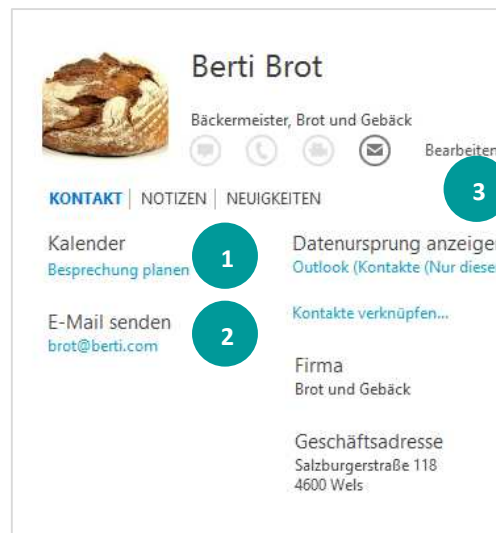 Berti Brot
Bäckermeister, Brot und Gebäck
Bearbeiten
3
KONTAKT | NOTIZEN | NEUIGKEITEN
Kalender
Besprechung planen
1
E-Mail senden
brot@berti.com
2
Datenursprung anzeigen
Outlook (Kontakte (Nur dieser
Kontakte verknüpfen...
Firma
Brot und Gebäck
Geschäftsadresse
Salzburgerstraße 118
4600 Wels